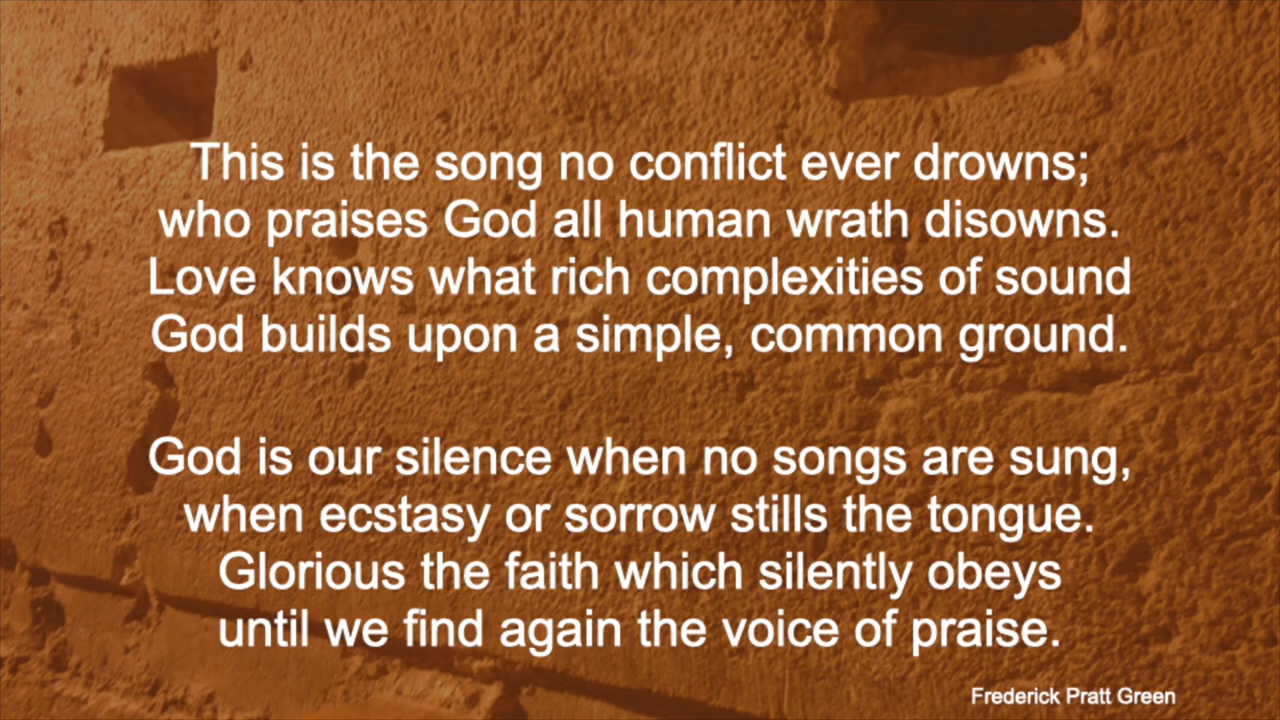 This is the song no conflict ever drowns;
who praises God all human wrath disowns.
Love knows what rich complexities of sound
God builds upon a simple, common ground.
God is our silence when no songs are sung,
when ecstasy or sorrow stills the tongue.
Glorious the faith which silently obeys
until we find again the voice of praise.
Frederick Pratt Green